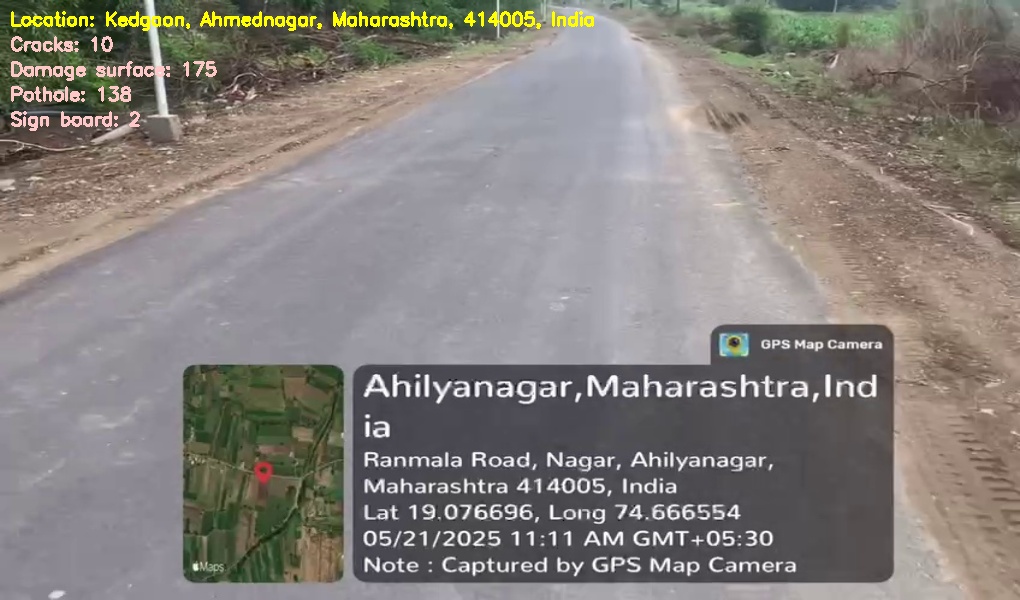 Location: Kedgaon, Ahmednagar, Maharashtra, 414005, India
Cracks: 10
Damage surface: 175
Pothole: 138
Sign board: 2
GPS Map Camera
Ahilyanagar,Maharashtra,Ind
ia
Ranmala Road, Nagar, Ahilyanagar,
Maharashtra 414005, India
Lat 19.076696, Long 74.666554
05/21/2025 11:11 AM GMT+05:30
Note : Captured by GPS Map Camera
Maps